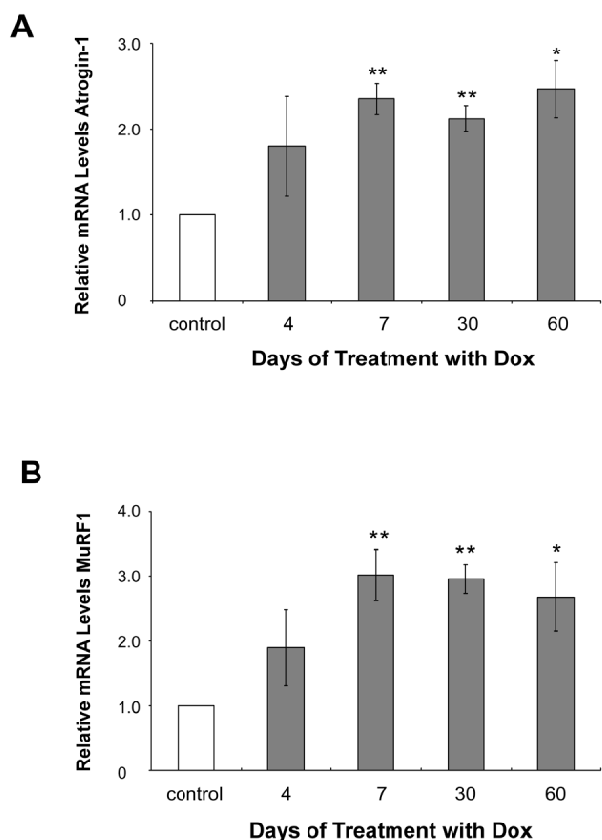 A
Relative mRNA Levels Atrogin-1
3.0
2.0
1.0
0
** ** *
control 4 7 30 60
Days of Treatment with Dox
B
Relative mRNA Levels MuRF1
4.0
3.0
2.0
1.0
0
** ** *
control 4 7 30 60
Days of Treatment with Dox